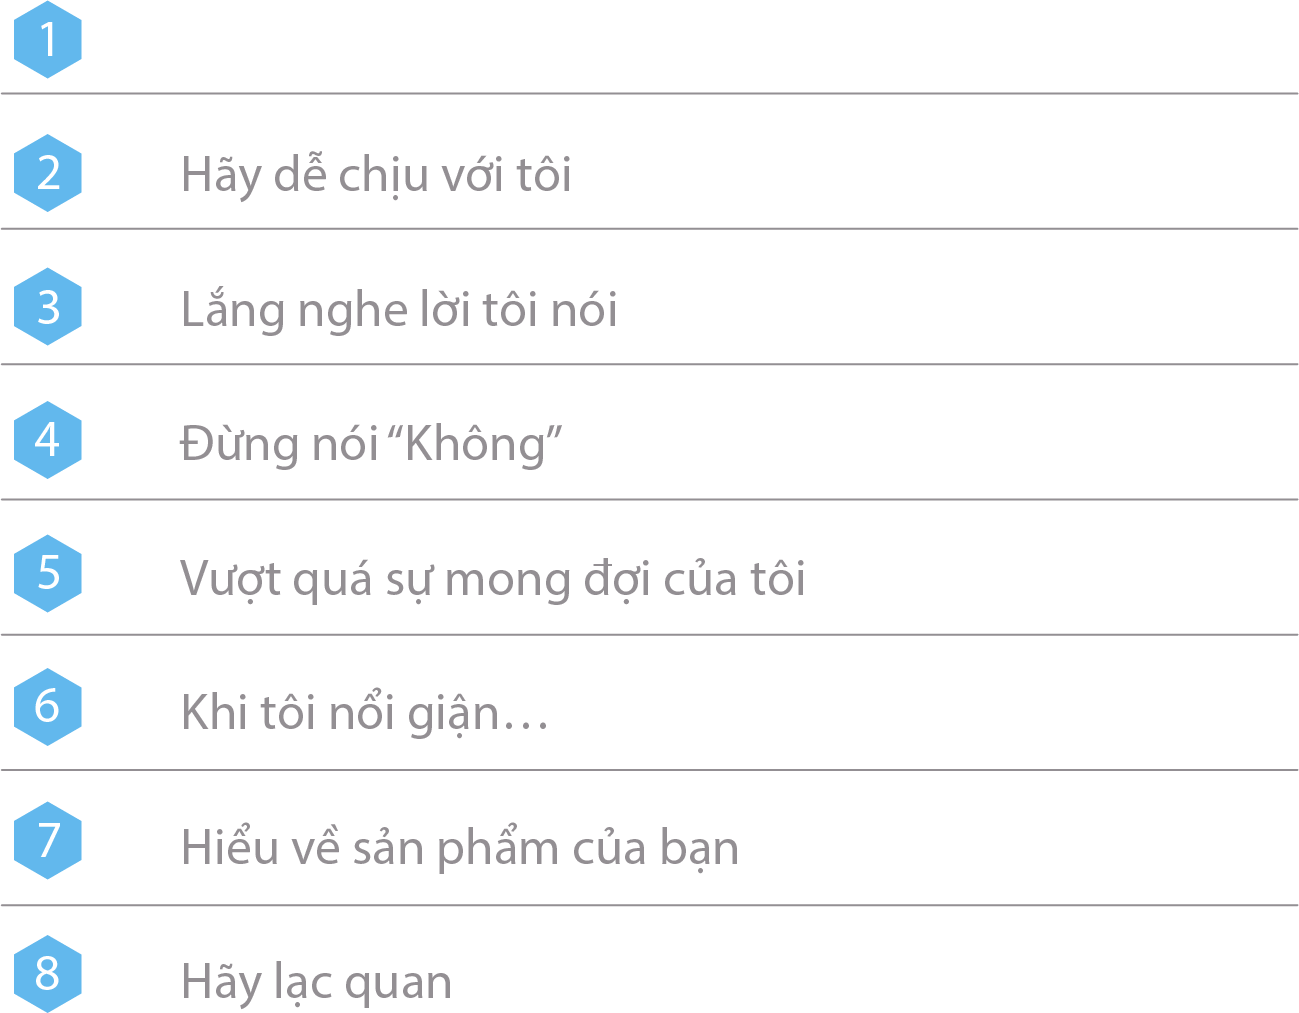 1
2 Hãy dễ chịu với tôi
3 Lắng nghe lời tôi nói
4 Đừng nói “Không”
5 Vượt quá sự mong đợi của tôi
6 Khi tôi nổi giận…
7 Hiểu về sản phẩm của bạn
8 Hãy lạc quan